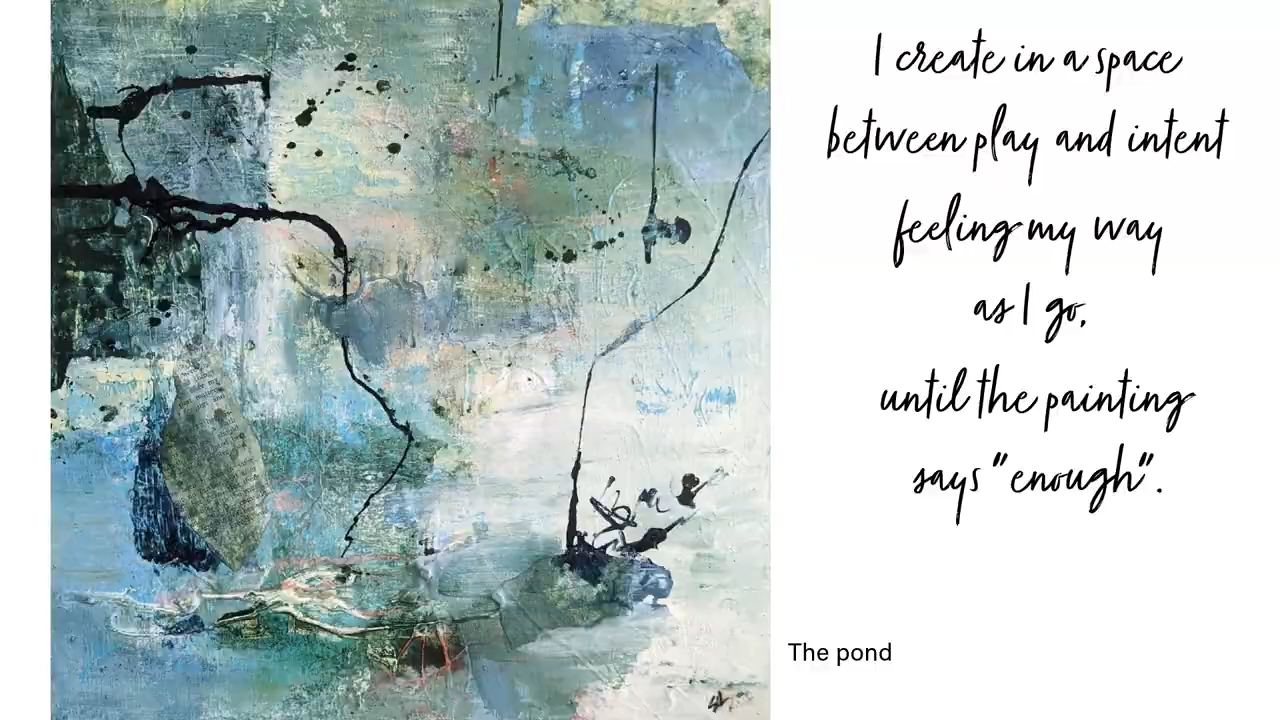 I create in a space
between play and intent
feeling my way
as I go,
until the painting
says "enough".
The pond